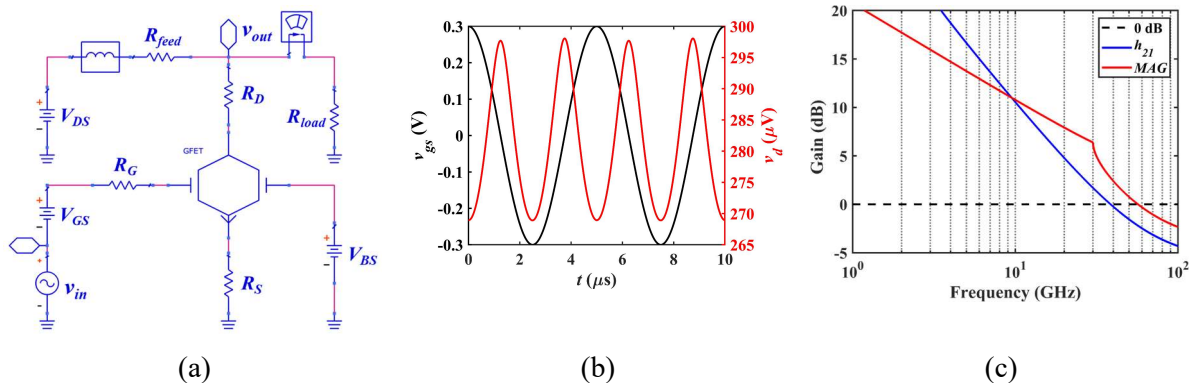 R_feed
v_out
R_D
V_DS
R_load
GFET
R_G
V_GS
V_BS
v_in
R_S
(a)
0.3
0.2
0.1
0
-0.1
-0.2
-0.3
v_gs (V)
300
295
290
285
280
275
270
265
v_d (μV)
0 2 4 6 8 10
t (μs)
(b)
20
15
10
5
0
-5
Gain (dB)
0 dB
h_21
MAG
10^0 10^1 10^2
Frequency (GHz)
(c)